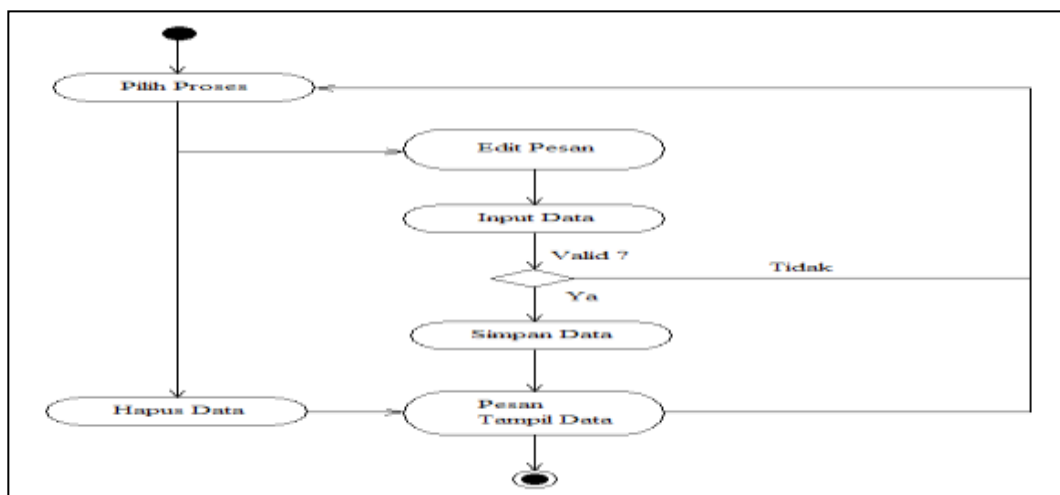 Pilih Proses
Edit Pesan
Input Data
Valid ?
Tidak
Ya
Simpan Data
Hapus Data
Pesan
Tampil Data